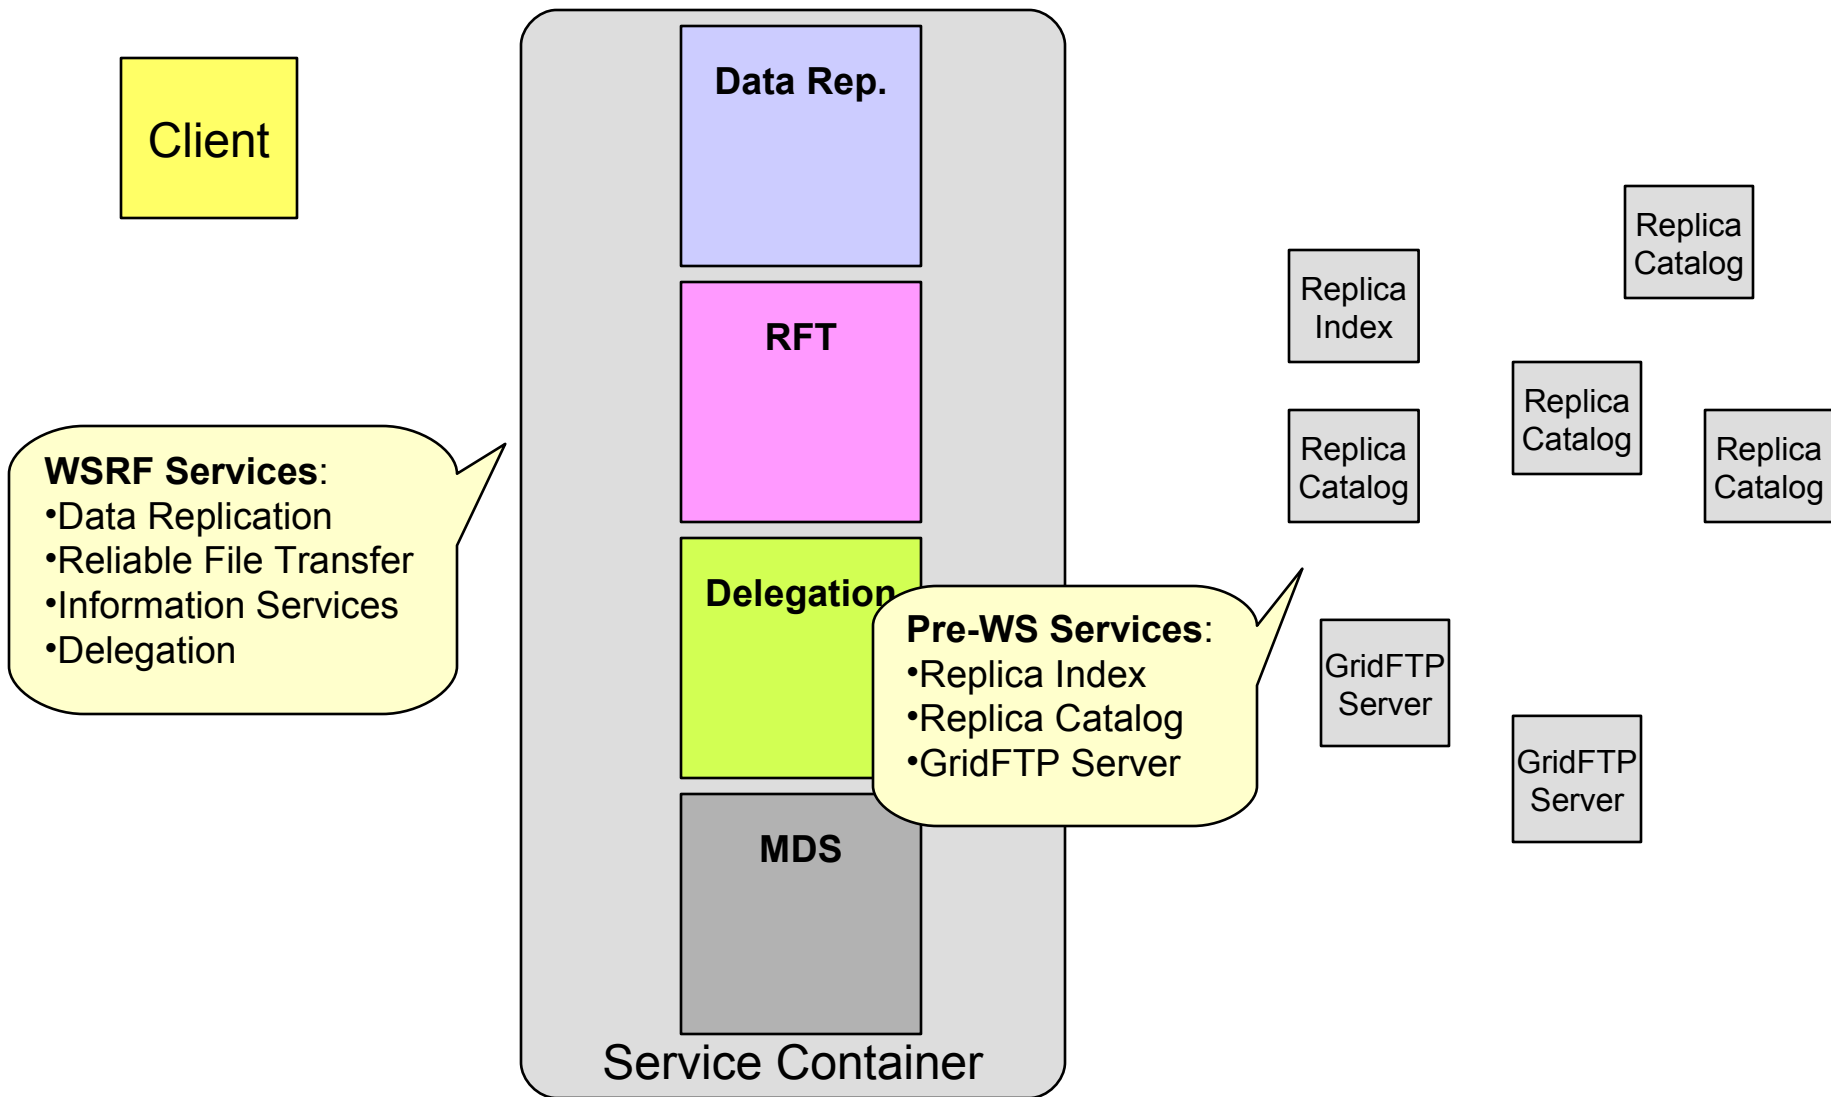 Client
Data Rep.
RFT
Delegation
MDS
Service Container
WSRF Services:
•Data Replication
•Reliable File Transfer
•Information Services
•Delegation
Pre-WS Services:
•Replica Index
•Replica Catalog
•GridFTP Server
Replica
Index
Replica
Catalog
Replica
Catalog
Replica
Catalog
Replica
Catalog
GridFTP
Server
GridFTP
Server